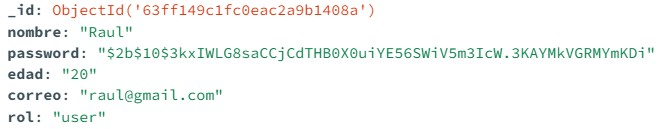 _id: ObjectId('63ff149c1fc0eac2a9b1408a')
nombre: "Raul"
password: "$2b$10$3kxIWLG8saCCjCdTHB0X0uiYE56SWiV5m3IcW.3KAYMkVGRMYmKDi"
edad: "20"
correo: "raul@gmail.com"
rol: "user"